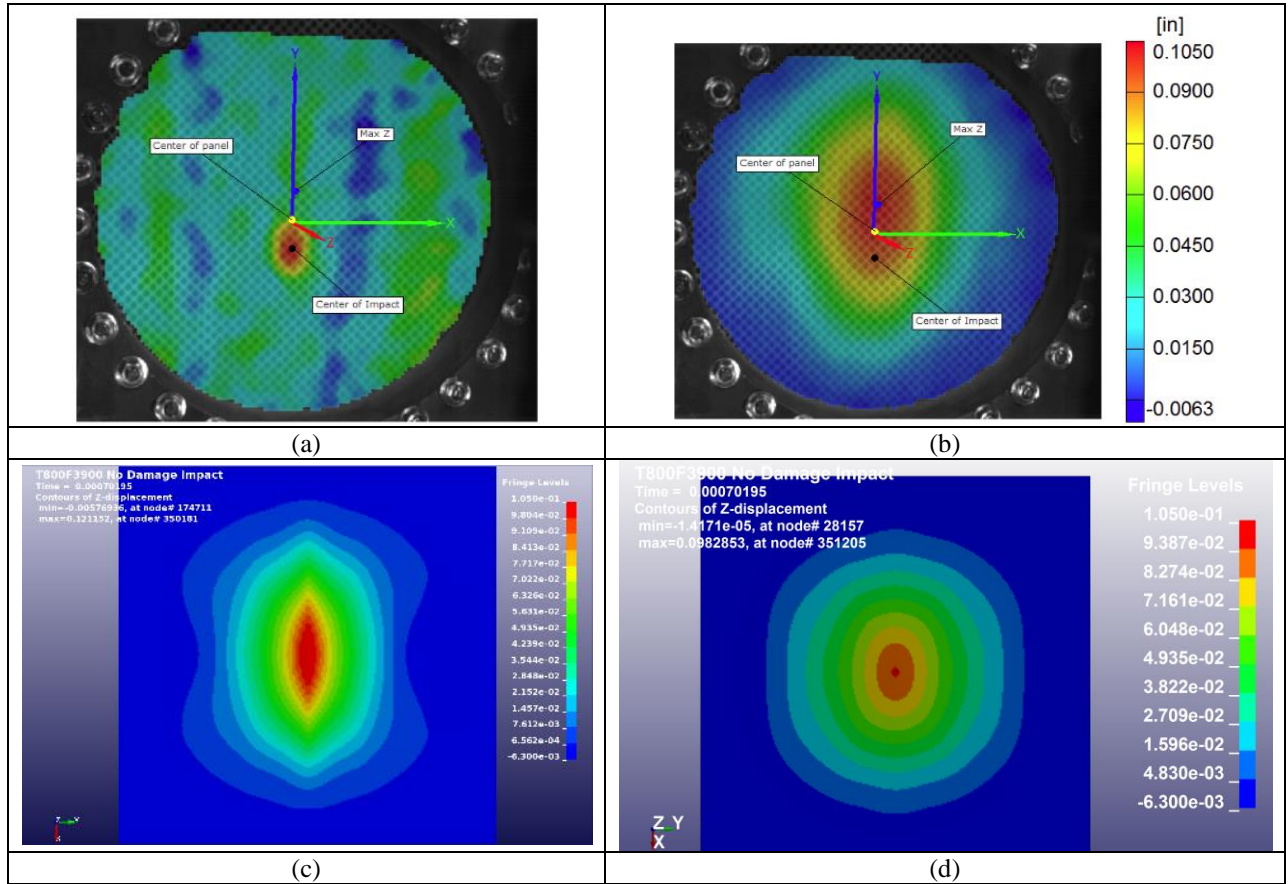 Y
Max Z
Center of panel
X
Z
Center of Impact
(a)
Y
Max Z
Center of panel
X
Z
Center of Impact
[in]
0.1050
0.0900
0.0750
0.0600
0.0450
0.0300
0.0150
-0.0063
(b)
T800F3900 No Damage Impact
Time = 0.00070195
Contours of Z-displacement
min=-0.00576936, at node# 174711
max=0.121152, at node# 350181
Fringe Levels
1.050e-01
9.804e-02
9.109e-02
8.413e-02
7.717e-02
7.022e-02
6.326e-02
5.631e-02
4.935e-02
4.239e-02
3.544e-02
2.848e-02
2.152e-02
1.457e-02
7.612e-03
6.562e-04
-6.300e-03
Z Y
X
(c)
T800F3900 No Damage Impact
Time = 0.00070195
Contours of Z-displacement
min=-1.4171e-05, at node# 28157
max=0.0982853, at node# 351205
Fringe Levels
1.050e-01
9.387e-02
8.274e-02
7.161e-02
6.048e-02
4.935e-02
3.822e-02
2.709e-02
1.596e-02
4.830e-03
-6.300e-03
Z Y
X
(d)